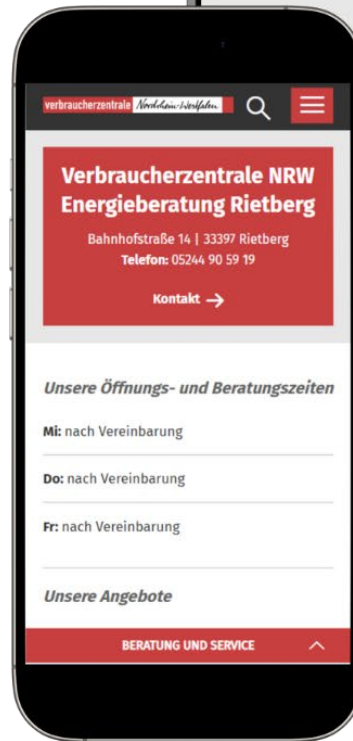 verbraucherzentrale Nordrhein-Westfalen
Verbraucherzentrale NRW
Energieberatung Rietberg
Bahnhofstraße 14 | 33397 Rietberg
Telefon: 05244 90 59 19
Kontakt →
Unsere Öffnungs- und Beratungszeiten
Mi: nach Vereinbarung
Do: nach Vereinbarung
Fr: nach Vereinbarung
Unsere Angebote
BERATUNG UND SERVICE